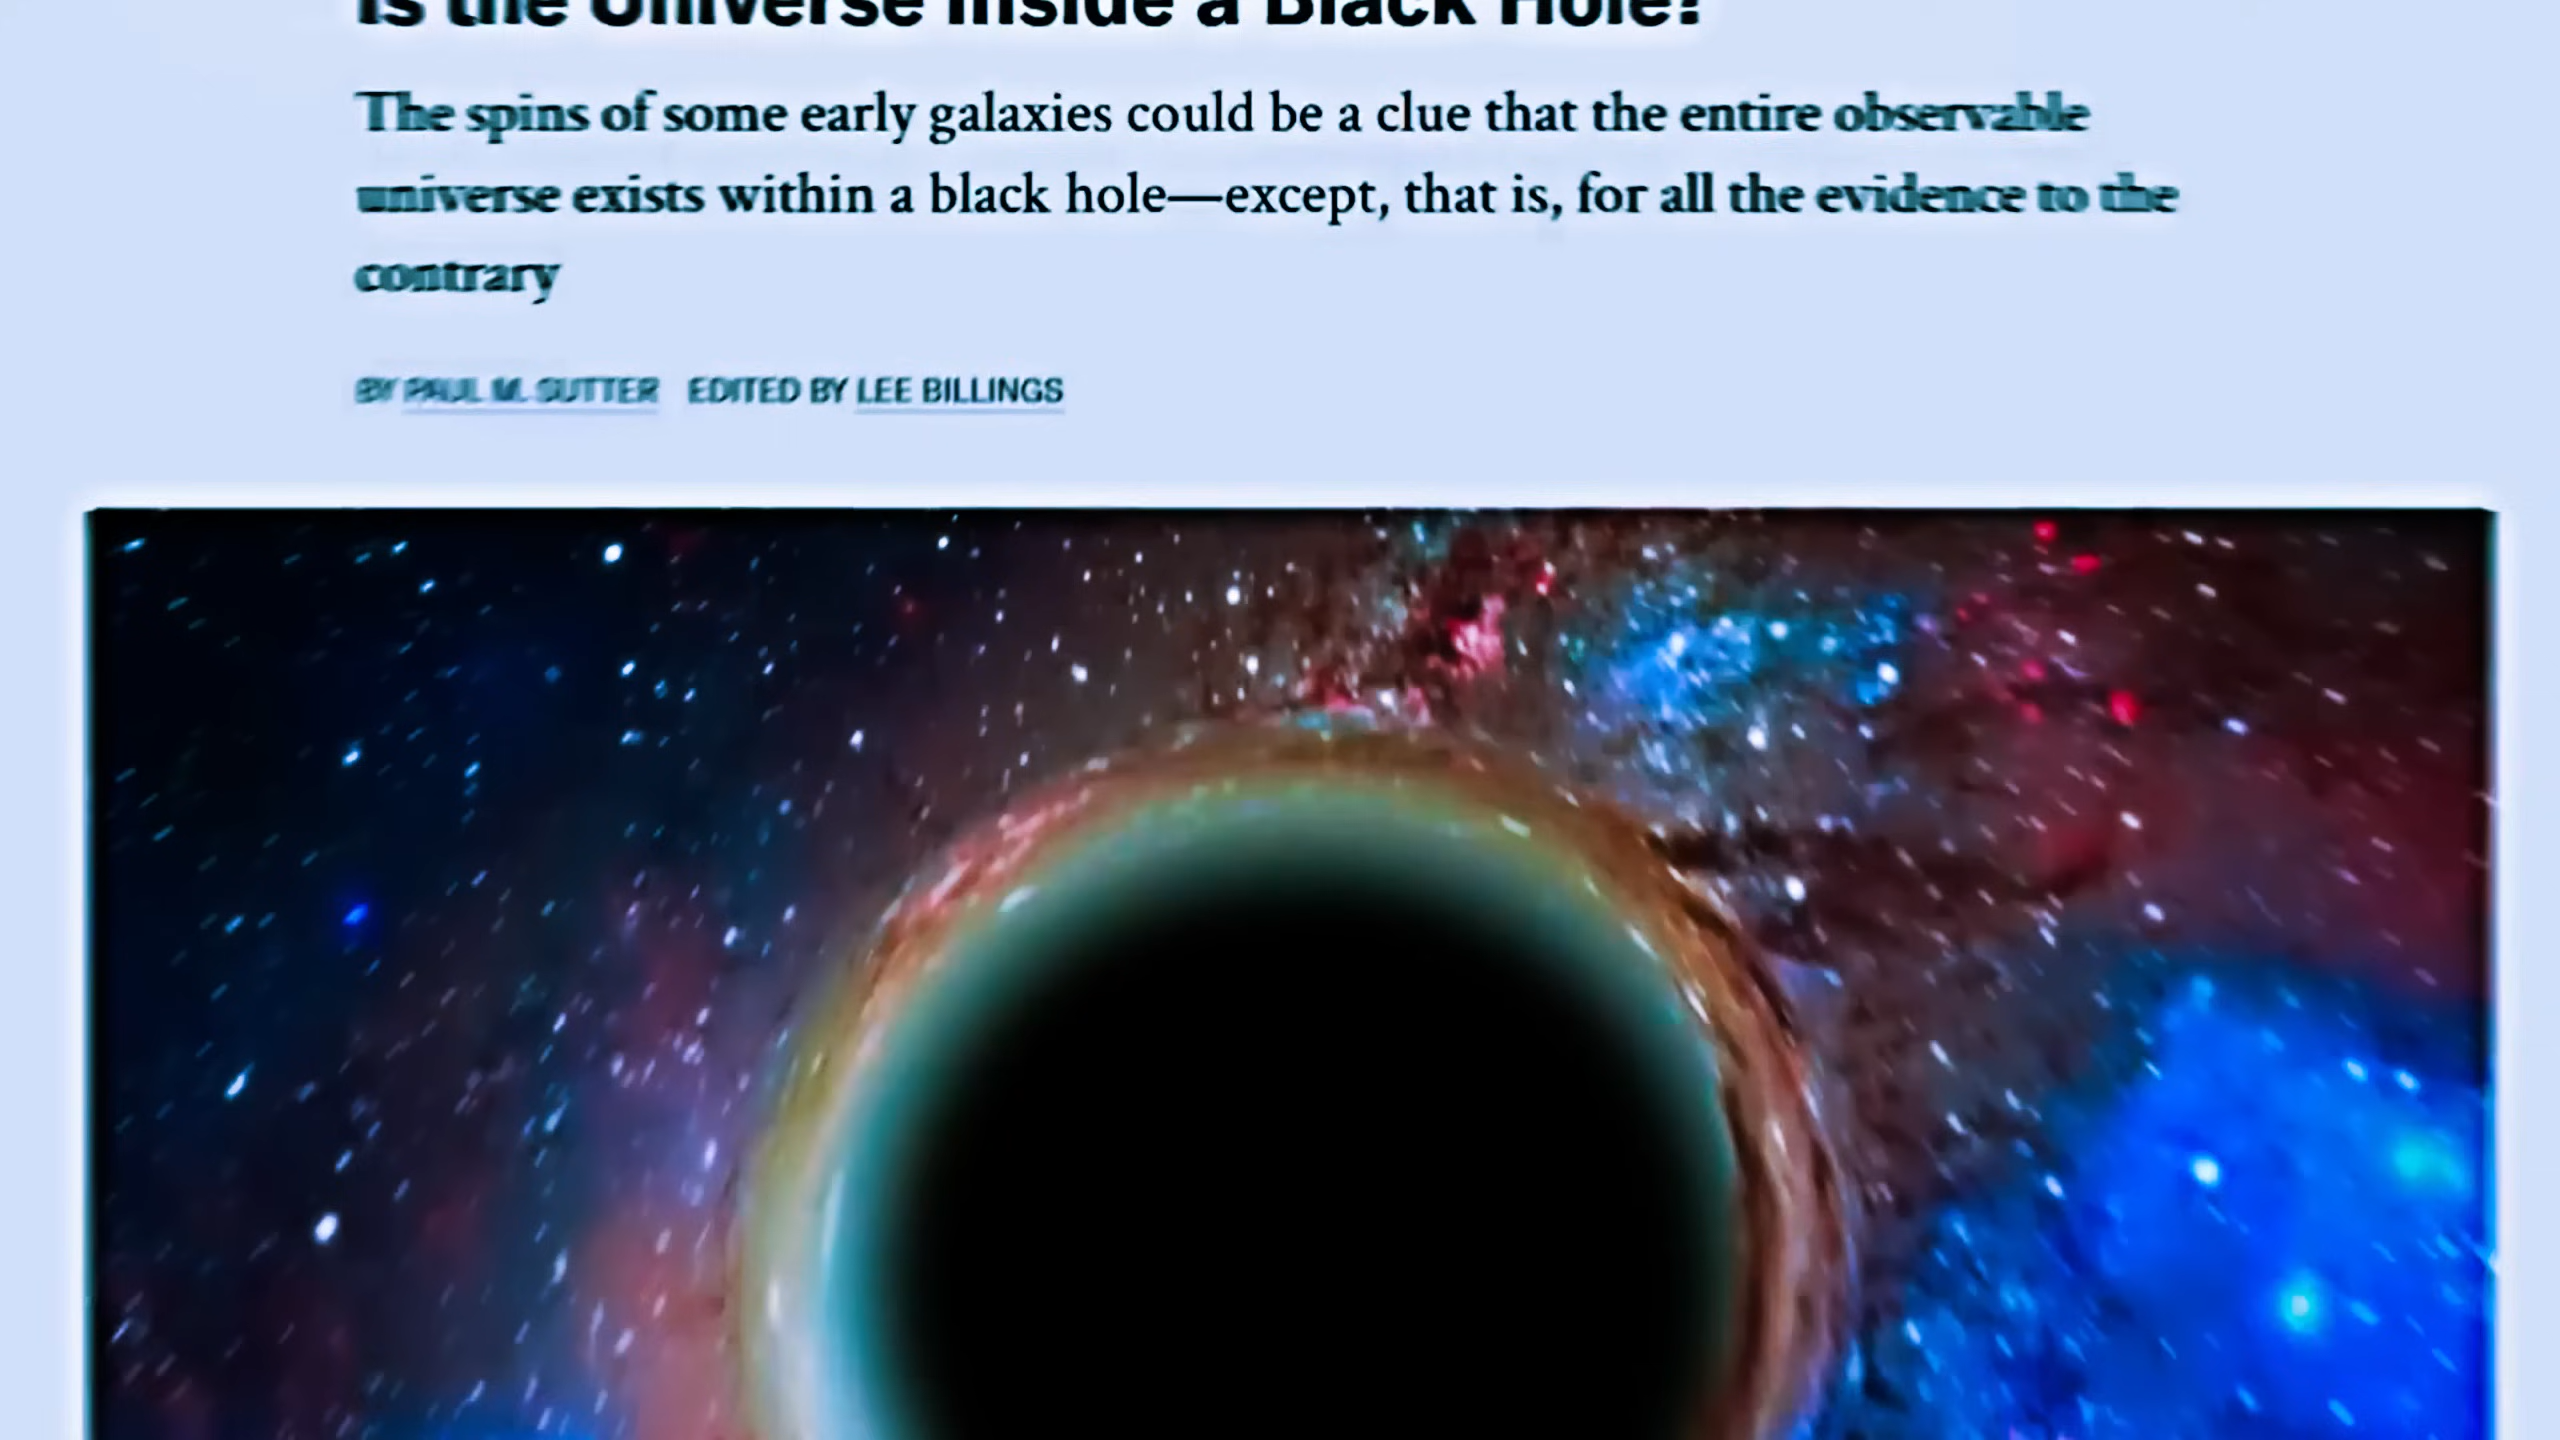 Is the Universe Inside a Black Hole?
The spins of some early galaxies could be a clue that the entire observable
universe exists within a black hole—except, that is, for all the evidence to the
contrary
BY PAUL M. SUTTER EDITED BY LEE BILLINGS